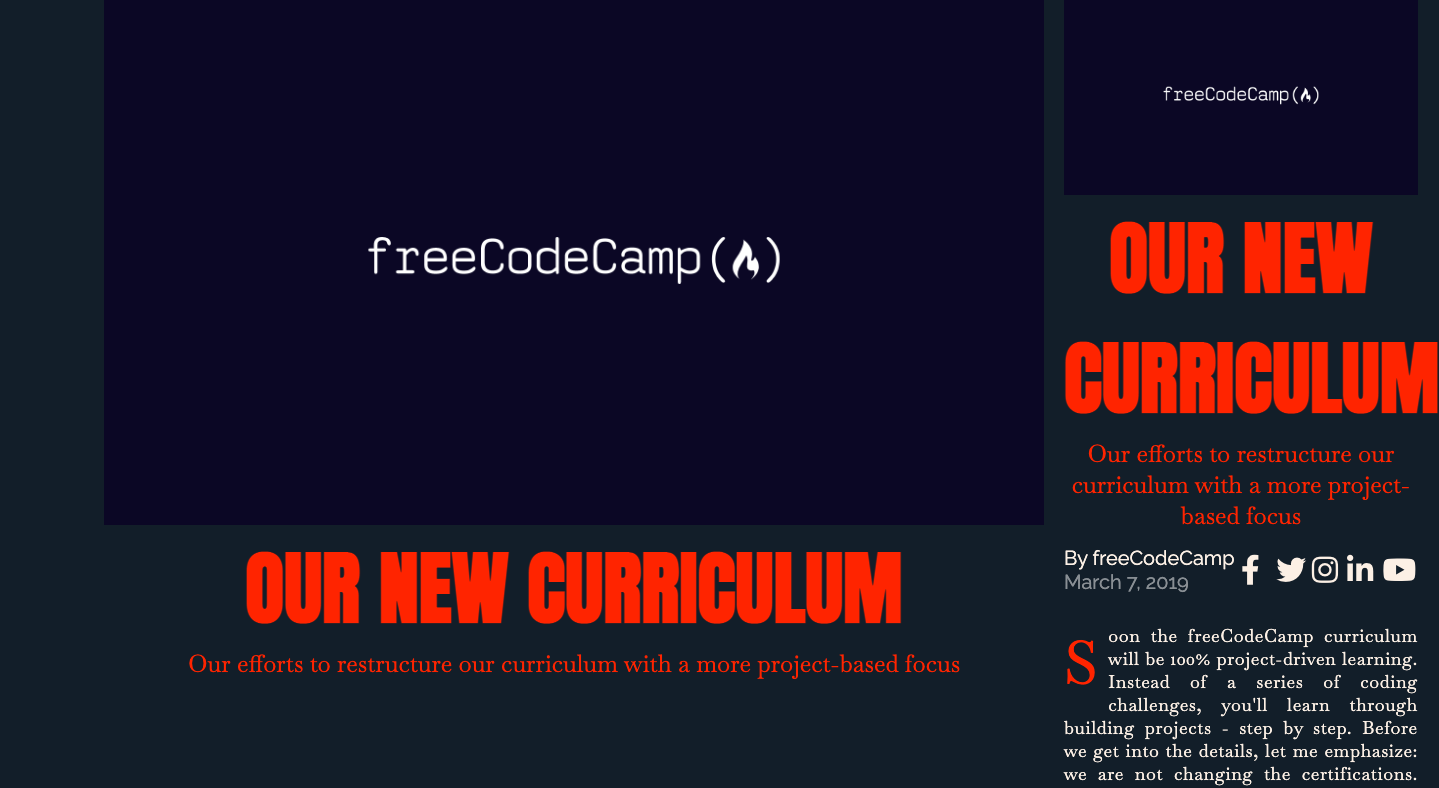 freeCodeCamp()
OUR NEW CURRICULUM
Our efforts to restructure our curriculum with a more project-based focus
freeCodeCamp()
OUR NEW
CURRICULUM
Our efforts to restructure our
curriculum with a more project-
based focus
By freeCodeCamp
March 7, 2019
Soon the freeCodeCamp curriculum
will be 100% project-driven learning.
Instead of a series of coding
challenges, you'll learn through
building projects - step by step. Before
we get into the details, let me emphasize:
we are not changing the certifications.